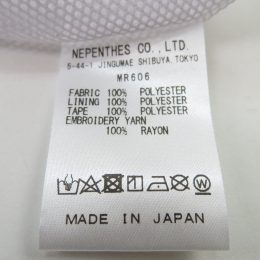 NEPENTHES CO., LTD.
6-44-1 JINGUMAE SHIBUYA, TOKYO
MR606
FABRIC 100% POLYESTER
LINING 100% POLYESTER
TAPE 100% POLYESTER
EMBROIDERY YARN
100% RAYON
MADE IN JAPAN